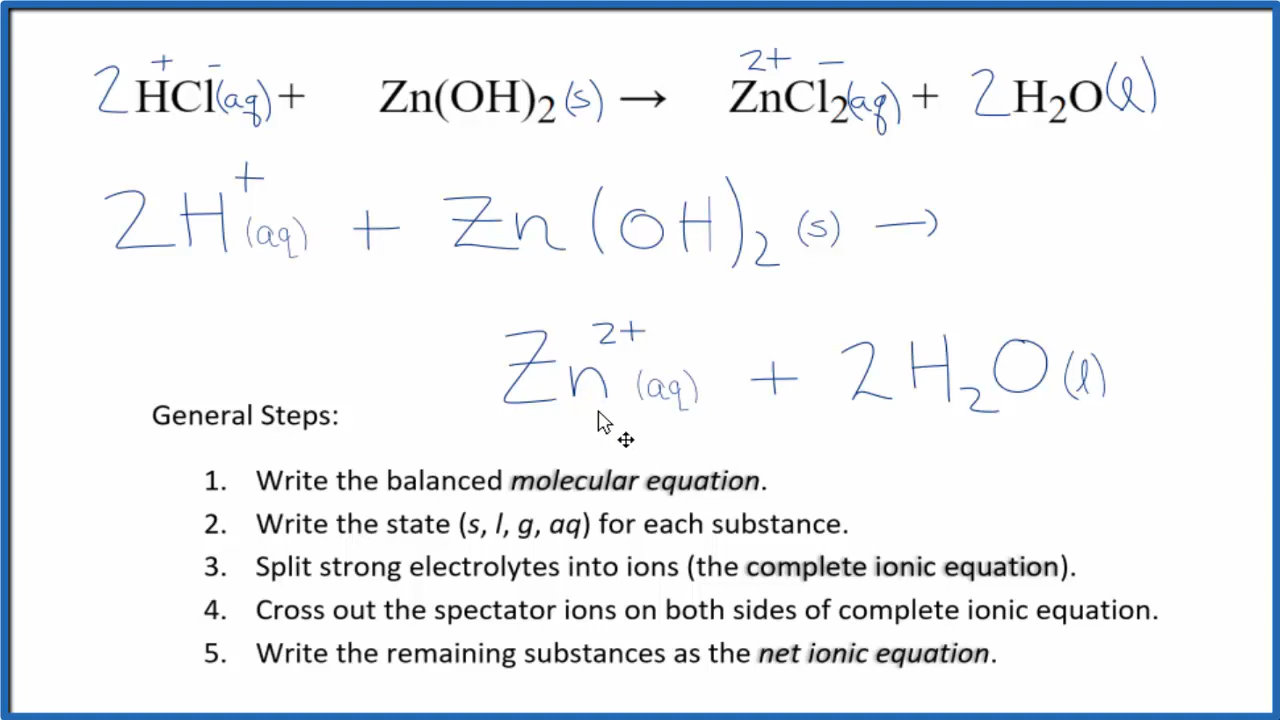 2HCl(aq) + Zn(OH)₂(s) → ZnCl₂(aq) + 2H₂O(l)
+ - 2+ -
2H⁺(aq) + Zn(OH)₂(s) →
Zn²⁺(aq) + 2H₂O(l)
General Steps:
1. Write the balanced molecular equation.
2. Write the state (s, l, g, aq) for each substance.
3. Split strong electrolytes into ions (the complete ionic equation).
4. Cross out the spectator ions on both sides of complete ionic equation.
5. Write the remaining substances as the net ionic equation.